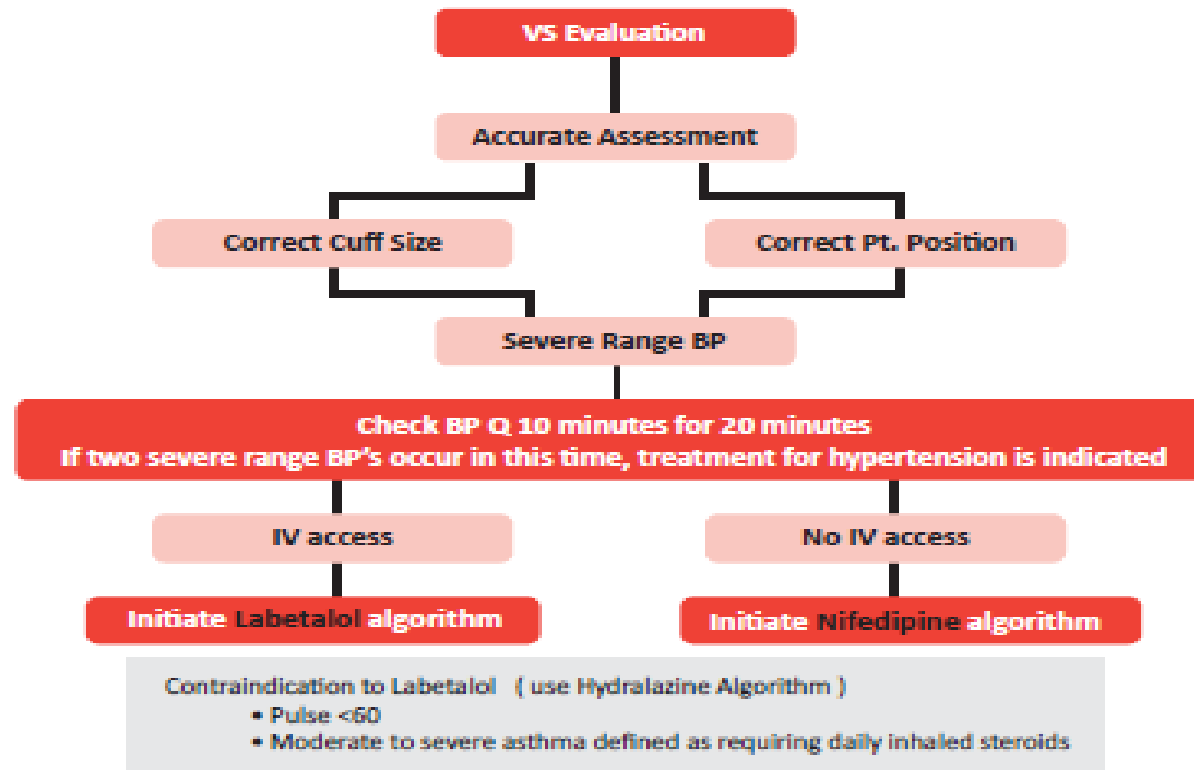 VS Evaluation
Accurate Assessment
Correct Cuff Size
Correct Pt. Position
Severe Range BP
Check BP Q 10 minutes for 20 minutes
If two severe range BP's occur in this time, treatment for hypertension is indicated
IV access
No IV access
Initiate Labetalol algorithm
Initiate Nifedipine algorithm
Contraindication to Labetalol ( use Hydralazine Algorithm )
• Pulse <60
• Moderate to severe asthma defined as requiring daily inhaled steroids